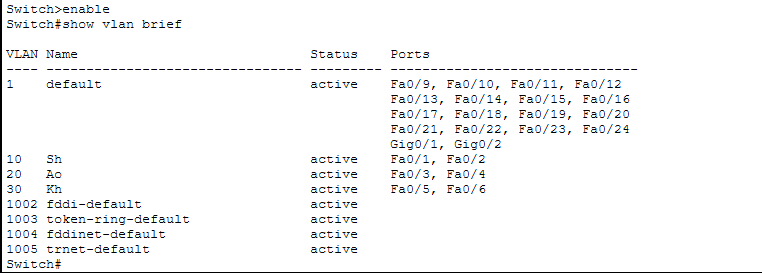 Switch>enable
Switch#show vlan brief
VLAN Name                             Status    Ports
---- -------------------------------- --------- -------------------------------
1    default                          active    Fa0/9, Fa0/10, Fa0/11, Fa0/12
                                                Fa0/13, Fa0/14, Fa0/15, Fa0/16
                                                Fa0/17, Fa0/18, Fa0/19, Fa0/20
                                                Fa0/21, Fa0/22, Fa0/23, Fa0/24
                                                Gig0/1, Gig0/2
10   Sh                               active    Fa0/1, Fa0/2
20   Ao                               active    Fa0/3, Fa0/4
30   Kh                               active    Fa0/5, Fa0/6
1002 fddi-default                     active
1003 token-ring-default               active
1004 fddinet-default                  active
1005 trnet-default                    active
Switch#